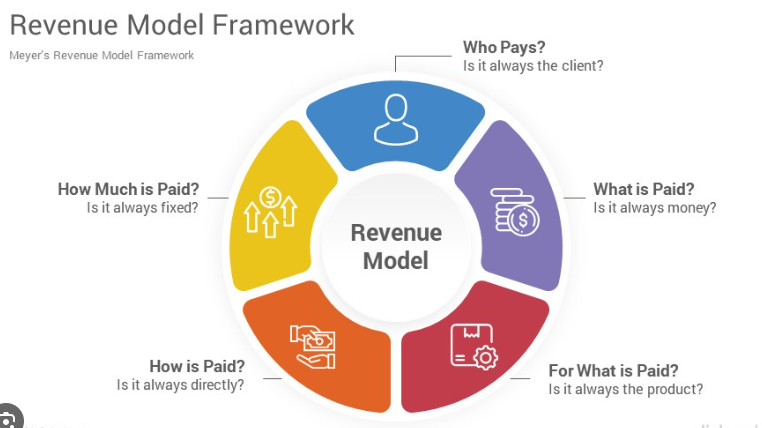 Revenue Model Framework
Meyer's Revenue Model Framework
Who Pays?
Is it always the client?
What is Paid?
Is it always money?
For What is Paid?
Is it always the product?
How is Paid?
Is it always directly?
How Much is Paid?
Is it always fixed?
Revenue
Model
$
$